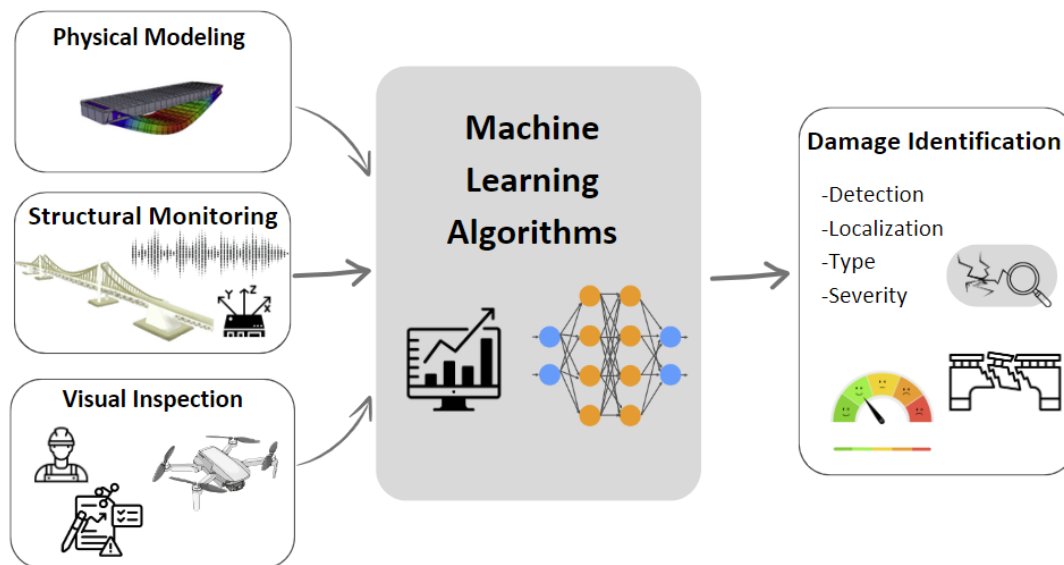 Physical Modeling
Structural Monitoring
Y
Z
X
Visual Inspection
Machine
Learning
Algorithms
Damage Identification
-Detection
-Localization
-Type
-Severity